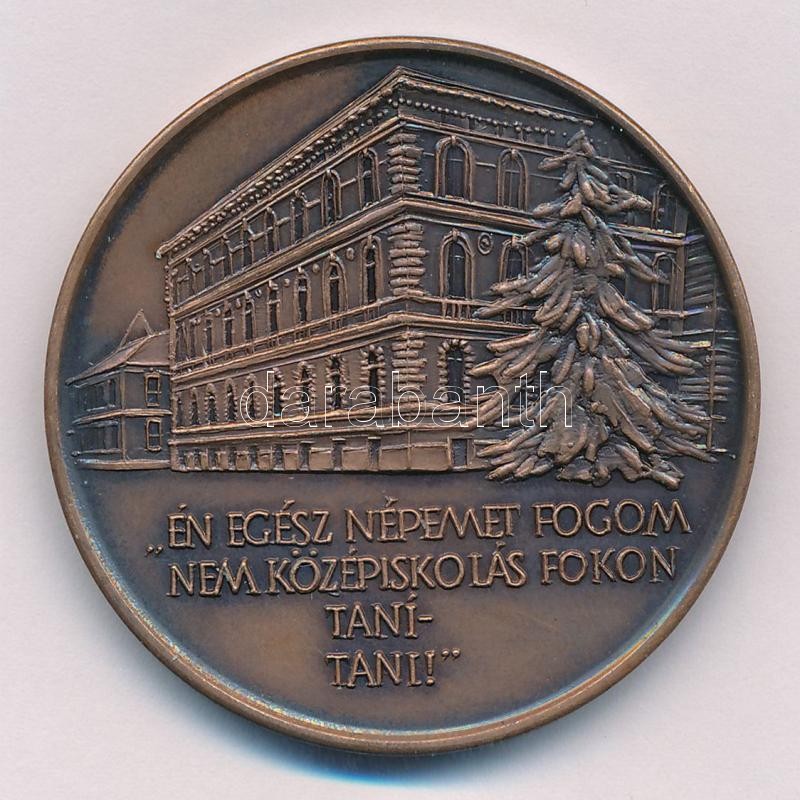 darabanth
„ÉN EGÉSZ NÉPEMET FOGOM
NEM KÖZÉPISKOLÁS FOKON
TANÍ-
TANI!”